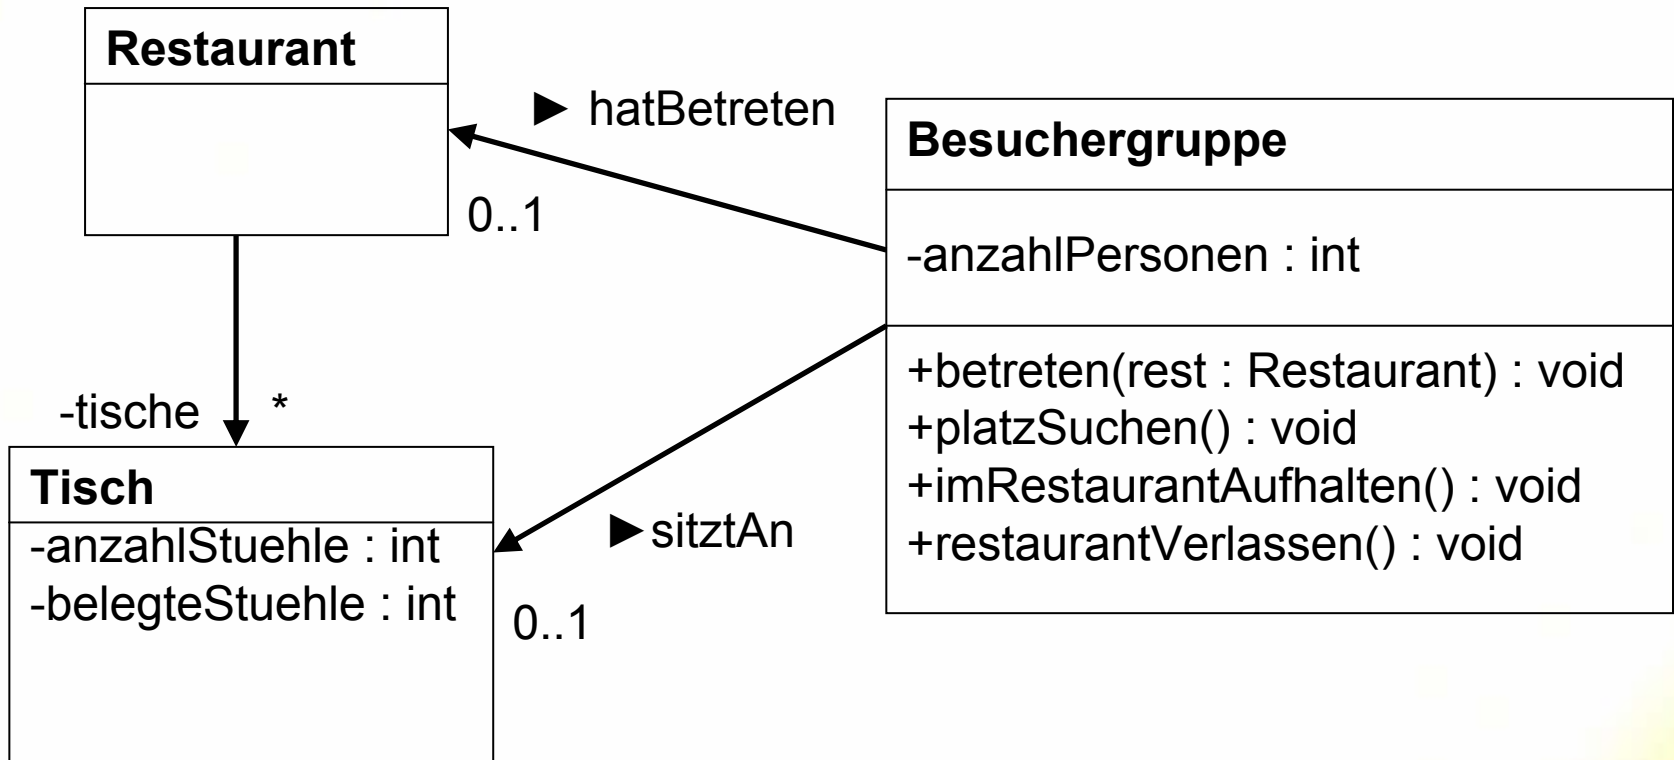 Restaurant
► hatBetreten
0..1
Besuchergruppe
-anzahlPersonen : int
+betreten(rest : Restaurant) : void
+platzSuchen() : void
+imRestaurantAufhalten() : void
+restaurantVerlassen() : void
-tische *
Tisch
-anzahlStuehle : int
-belegteStuehle : int
►sitztAn
0..1